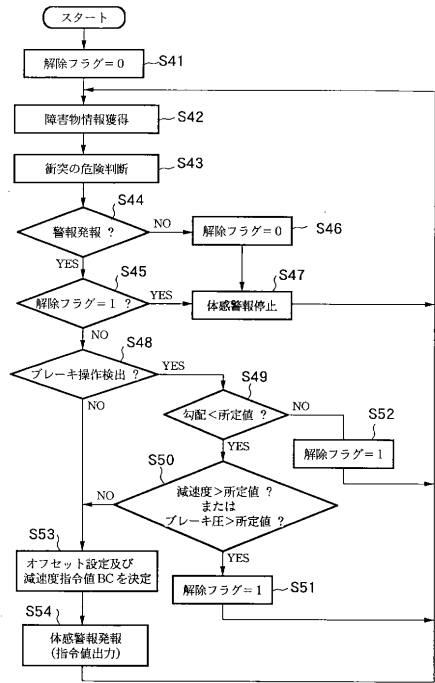 スタート
解除フラグ=0
S41
障害物情報獲得
S42
衝突の危険判断
S43
S44
警報発報 ?
NO
YES
解除フラグ=0
S46
S45
解除フラグ=1 ?
YES
NO
S47
体感警報停止
S48
ブレーキ操作検出 ?
YES
NO
S49
勾配<所定値 ?
NO
YES
S52
解除フラグ=1
S50
減速度>所定値 ?
または
ブレーキ圧>所定値 ?
NO
YES
S51
解除フラグ=1
S53
オフセット設定及び
減速度指令値BCを決定
S54
体感警報発報
(指令値出力)